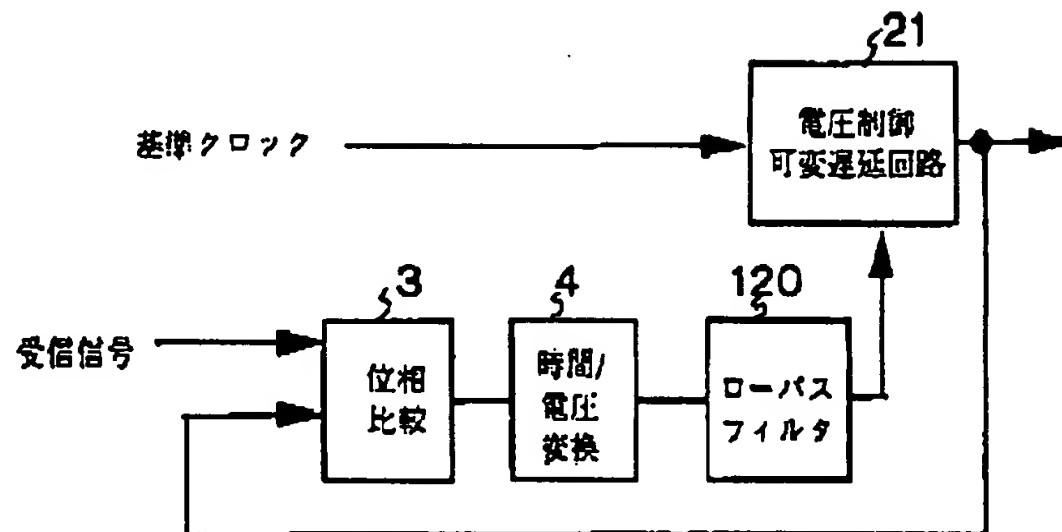 21
電圧制御
可変遅延回路
基準クロック
3
4
120
受信信号
位相
比較
時間/
電圧
変換
ローパス
フィルタ